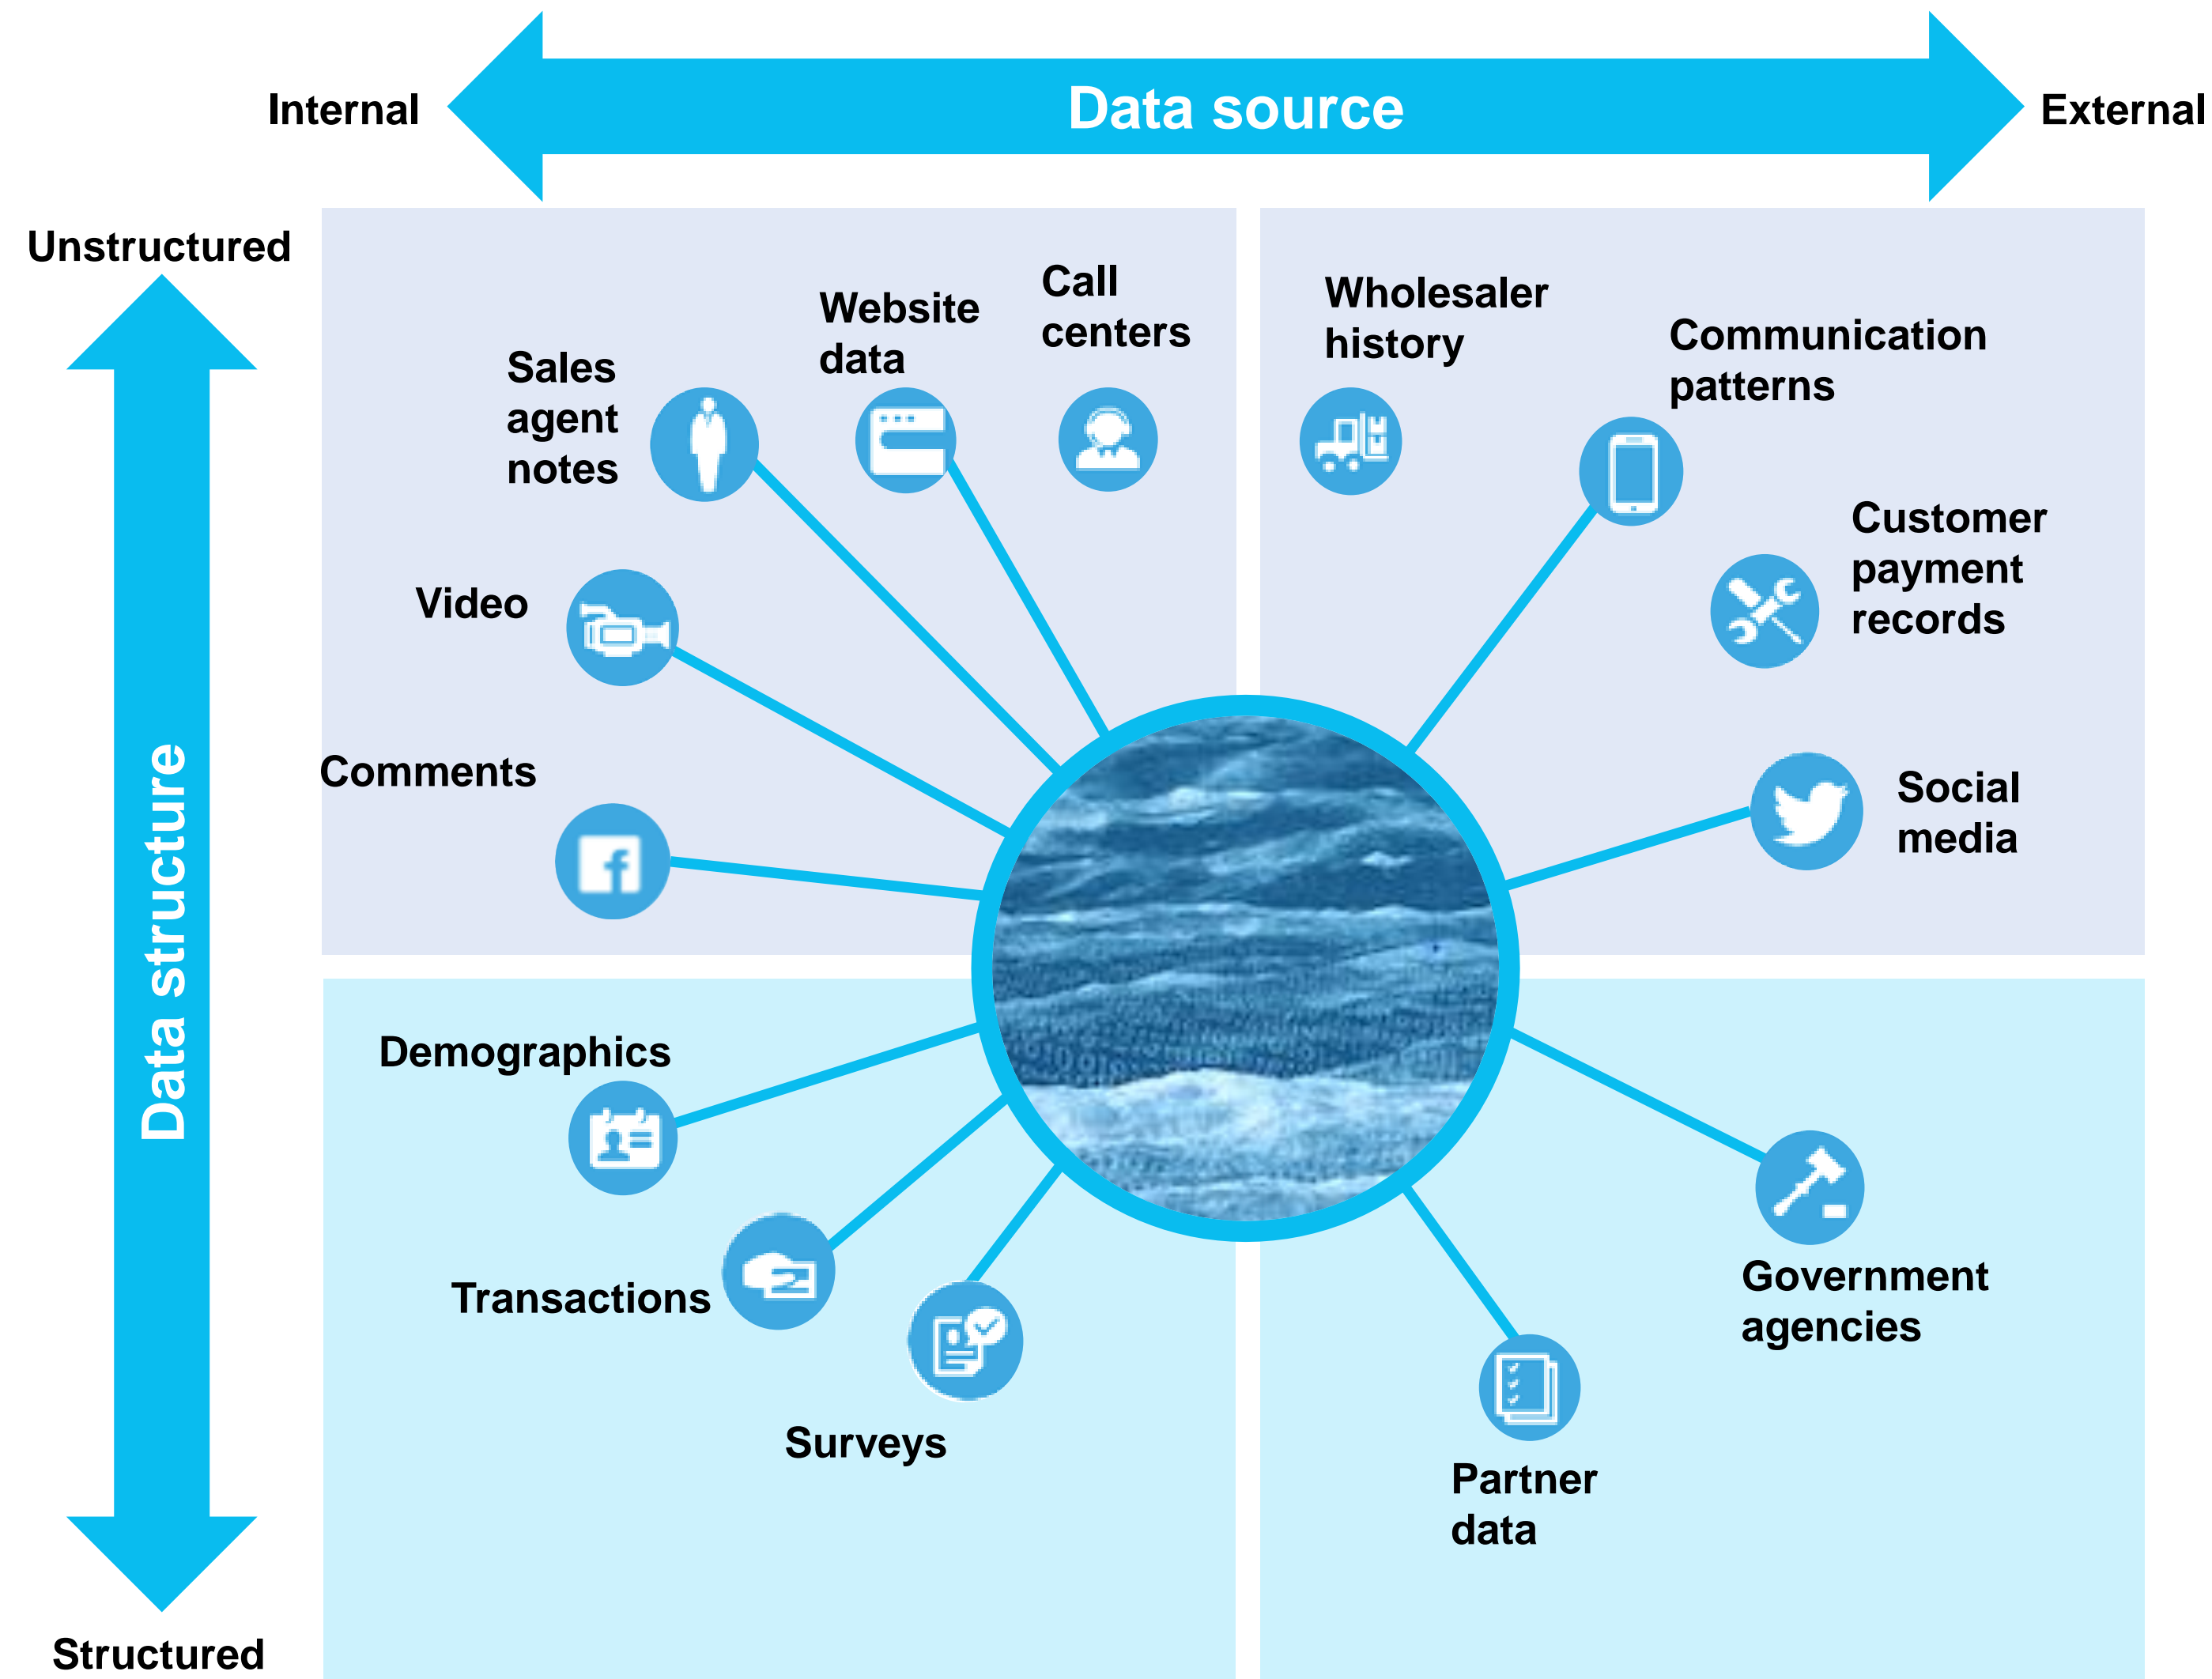 Data source
Internal
External
Unstructured
Data structure
Structured
Sales
agent
notes
Website
data
Call
centers
Wholesaler
history
Communication
patterns
Customer
payment
records
Video
Comments
Social
media
Demographics
Transactions
Surveys
Government
agencies
Partner
data